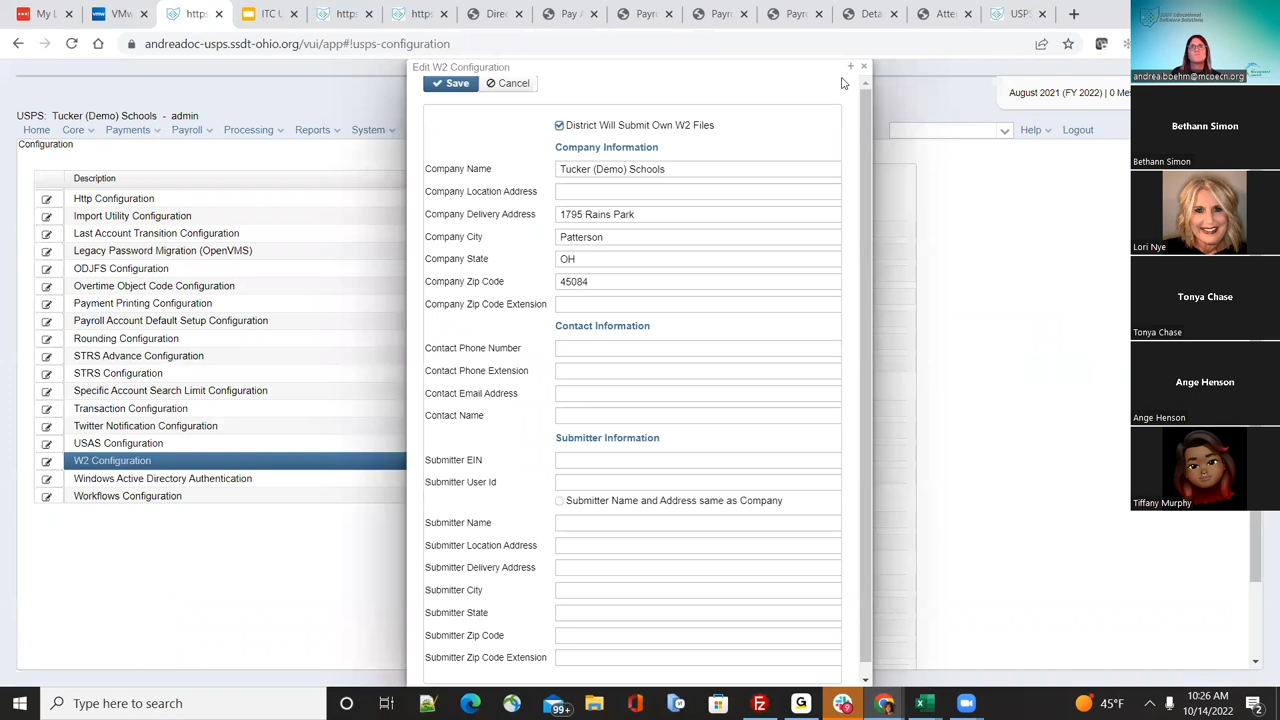 https
VMw
https
ITC L
https
https
Direc
Pay
Payr
Payr
Payr
Deta
Atte
USPS
andreadoc-usps.ssdt-ohio.org/vui/app#!usps-configuration
Edit W2 Configuration
Save
Cancel
August 2021 (FY 2022) | 0 Mes
USPS: Tucker (Demo) Schools - admin
Home
Core
Payments
Payroll
Processing
Reports
System
Help
Logout
Configuration
Description
Http Configuration
Import Utility Configuration
Last Account Transition Configuration
Legacy Password Migration (OpenVMS)
ODJFS Configuration
Overtime Object Code Configuration
Payment Printing Configuration
Payroll Account Default Setup Configuration
Rounding Configuration
STRS Advance Configuration
STRS Configuration
Specific Account Search Limit Configuration
Transaction Configuration
Twitter Notification Configuration
USAS Configuration
W2 Configuration
Windows Active Directory Authentication
Workflows Configuration
District Will Submit Own W2 Files
Company Information
Company Name
Tucker (Demo) Schools
Company Location Address
Company Delivery Address
1795 Rains Park
Company City
Patterson
Company State
OH
Company Zip Code
45084
Company Zip Code Extension
Contact Information
Contact Phone Number
Contact Phone Extension
Contact Email Address
Contact Name
Submitter Information
Submitter EIN
Submitter User Id
Submitter Name and Address same as Company
Submitter Name
Submitter Location Address
Submitter Delivery Address
Submitter City
Submitter State
Submitter Zip Code
Submitter Zip Code Extension
andrea.boehm@mcoecn.org
Bethann Simon
Bethann Simon
Lori Nye
Tonya Chase
Tonya Chase
Ange Henson
Ange Henson
Tiffany Murphy
Type here to search
99+
45°F
10:26 AM
10/14/2022
2